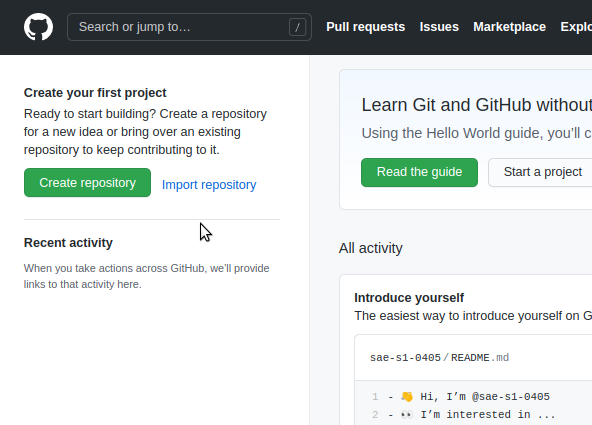 Search or jump to…
/
Pull requests Issues Marketplace Explo
Create your first project
Ready to start building? Create a repository
for a new idea or bring over an existing
repository to keep contributing to it.
Create repository
Import repository
Recent activity
When you take actions across GitHub, we'll provide
links to that activity here.
Learn Git and GitHub without
Using the Hello World guide, you'll c
Read the guide
Start a project
All activity
Introduce yourself
The easiest way to introduce yourself on G
sae-s1-0405/README.md
1 - 👋 Hi, I'm @sae-s1-0405
2 - 👀 I'm interested in ...